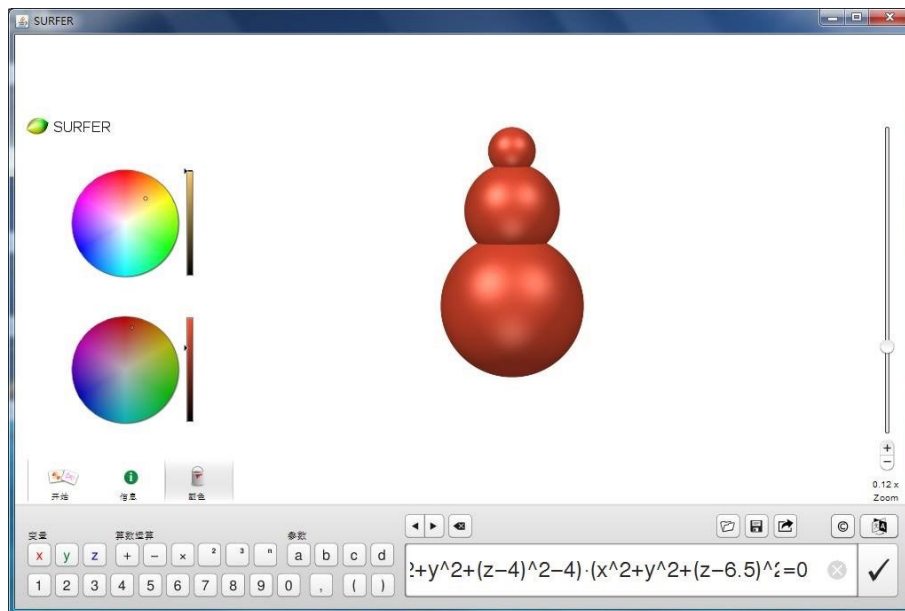 SURFER
SURFER
0.12 x
Zoom
开始
信息
颜色
变量
算数运算
参数
x y z + − × ² ³ ⁿ a b c d
1 2 3 4 5 6 7 8 9 0 , ( )
2+y^2+(z−4)^2−4)·(x^2+y^2+(z−6.5)^2=0